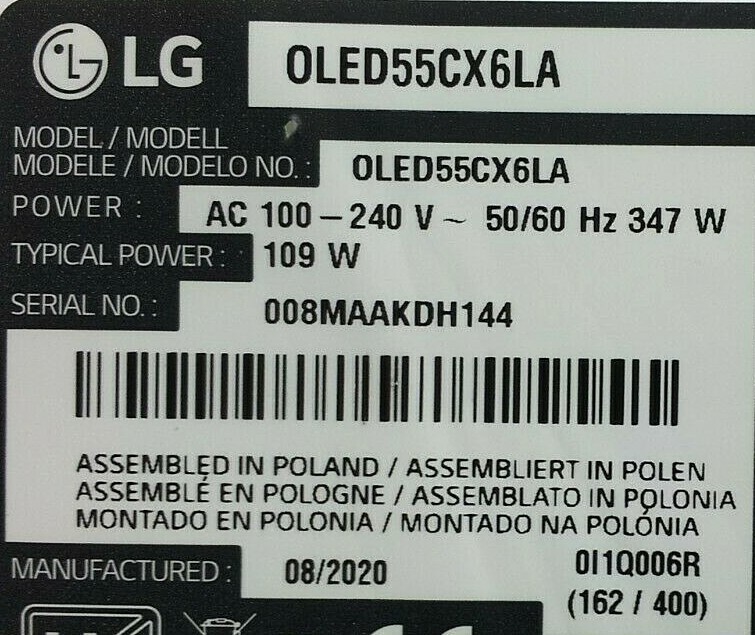 LG OLED55CX6LA
MODEL / MODELL
MODELE / MODELO NO. : OLED55CX6LA
POWER : AC 100 – 240 V ~ 50/60 Hz 347 W
TYPICAL POWER : 109 W
SERIAL NO. : 008MAAKDH144
ASSEMBLED IN POLAND / ASSEMBLIERT IN POLEN
ASSEMBLÉ EN POLOGNE / ASSEMBLATO IN POLONIA
MONTADO EN POLONIA / MONTADO NA POLÓNIA
MANUFACTURED : 08/2020 0I1Q006R
(162 / 400)